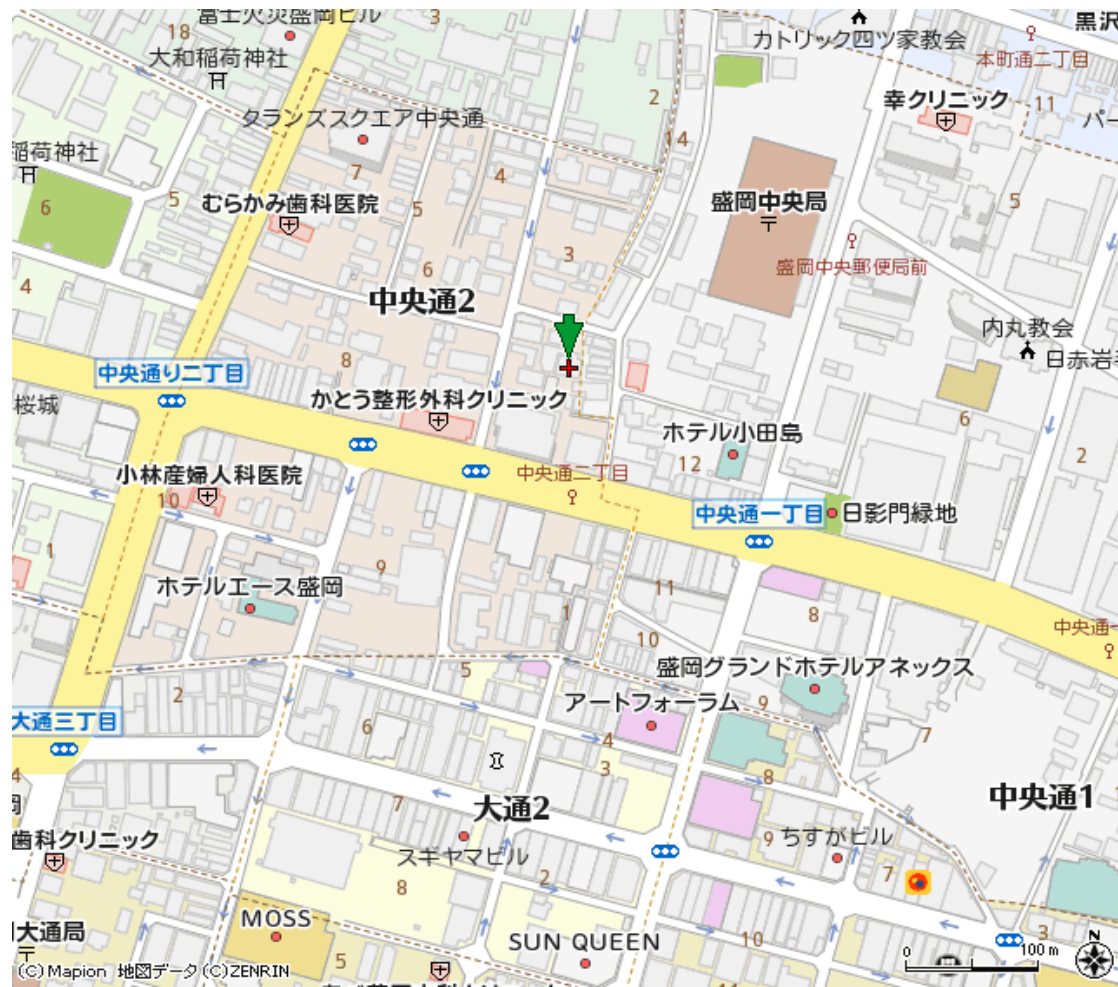 富士火災盛岡ビル
3
カトリック四ツ家教会
黒沢
18
大和稲荷神社
本町通二丁目
2
幸クリニック
11
パー
タランズスクエア中央通
14
稲荷神社
7
4
むらかみ歯科医院
5
5
盛岡中央局
〒
5
6
3
6
盛岡中央郵便局前
4
中央通2
内丸教会
日赤岩
8
中央通り二丁目
かとう整形外科クリニック
桜城
6
ホテル小田島
2
12
小林産婦人科医院
中央通二丁目
10
中央通一丁目
日影門緑地
1
9
ホテルエース盛岡
11
8
1
10
中央通一
5
盛岡グランドホテルアネックス
2
9
アートフォーラム
大通三丁目
6
4
7
3
8
4
中央通1
7
大通2
岡
歯科クリニック
9
ちすがビル
スギヤマビル
7
8
2
MOSS
大通局
〒
SUN QUEEN
10
3
5
11
0 100 m
N
(C)Mapion 地図データ(C)ZENRIN